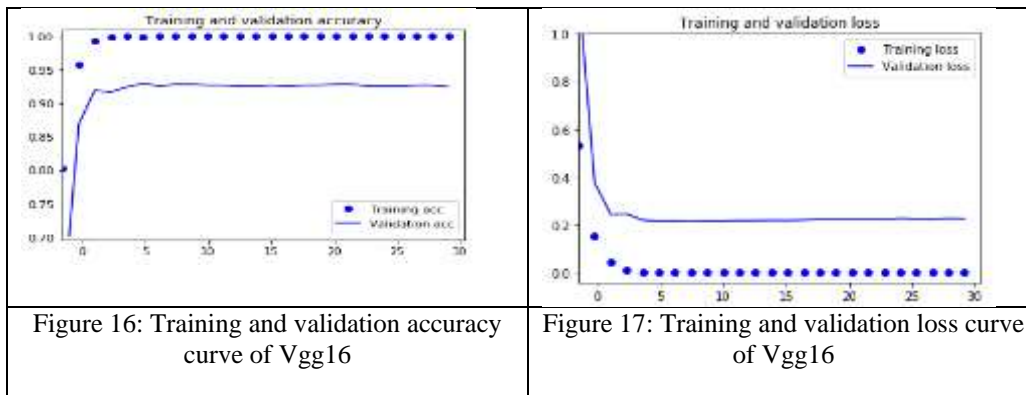 Training and validation accuracy
1.00
0.95
0.90
0.85
0.80
0.75
0.70
Training acc
Validation acc
0 5 10 15 20 25 30
Figure 16: Training and validation accuracy
curve of Vgg16
Training and validation loss
1.0
0.8
0.6
0.4
0.2
0.0
Training loss
Validation loss
0 5 10 15 20 25 30
Figure 17: Training and validation loss curve
of Vgg16